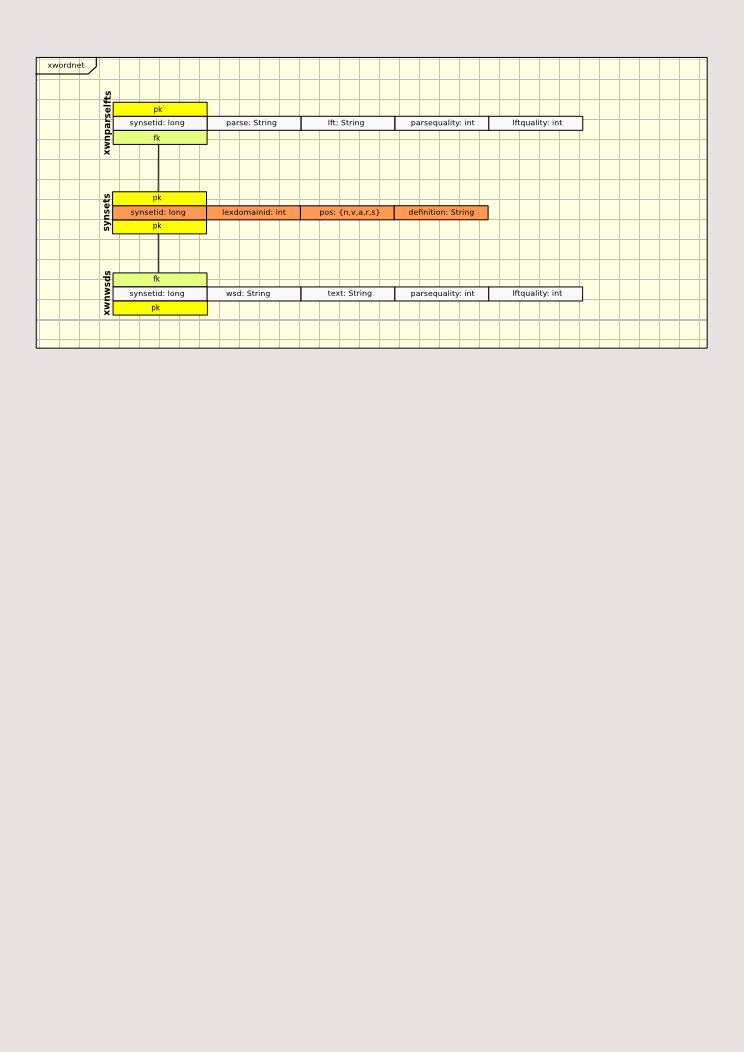 xwordnet
xwnparselfts
pk
synsetid: long parse: String lft: String parsequality: int lftquality: int
fk
synsets
pk
synsetid: long lexdomainid: int pos: {n,v,a,r,s} definition: String
pk
xwnwsds
fk
synsetid: long wsd: String text: String parsequality: int lftquality: int
pk